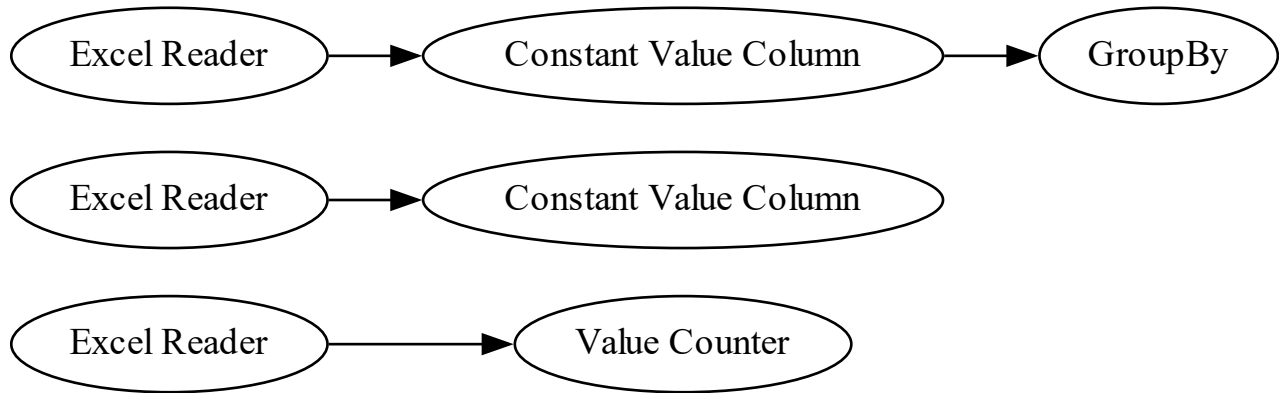 Excel Reader Constant Value Column GroupBy
Excel Reader Constant Value Column
Excel Reader Value Counter